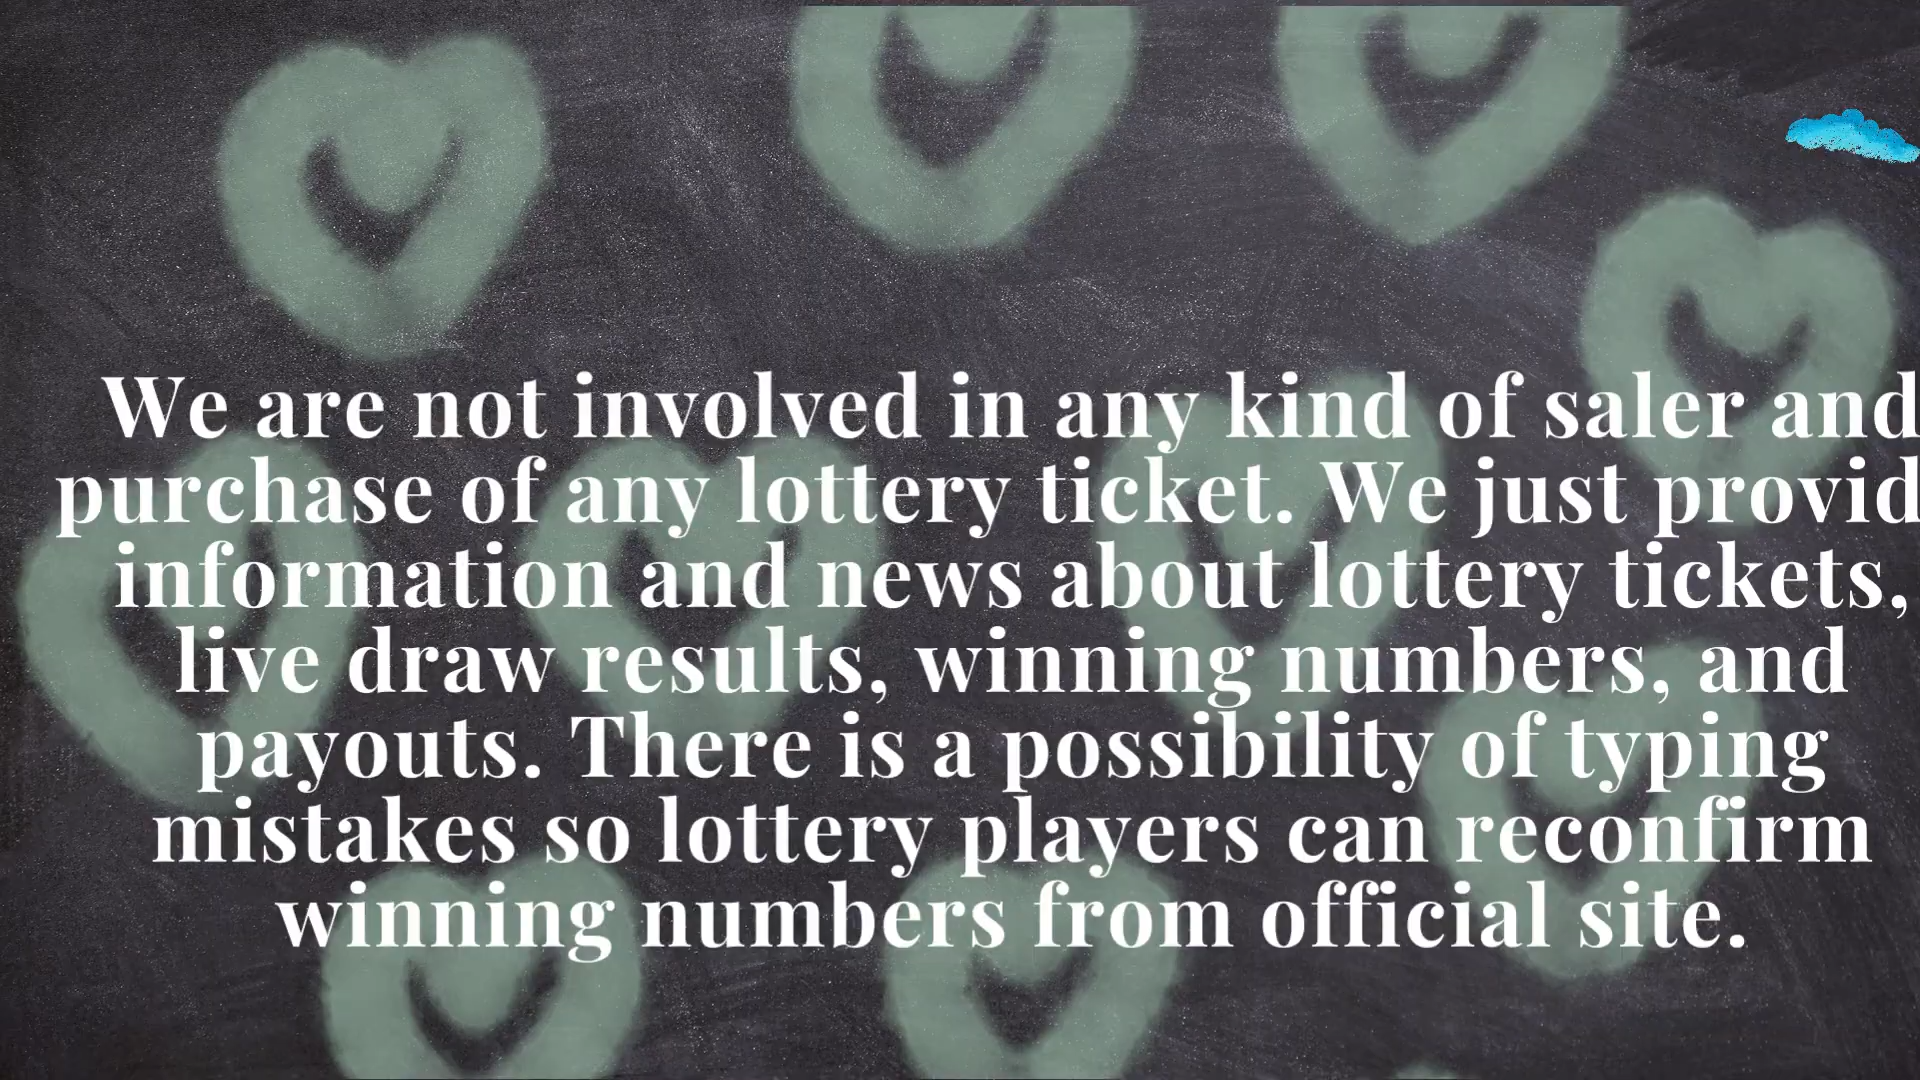 We are not involved in any kind of saler and
purchase of any lottery ticket. We just provid
information and news about lottery tickets,
live draw results, winning numbers, and
payouts. There is a possibility of typing
mistakes so lottery players can reconfirm
winning numbers from official site.